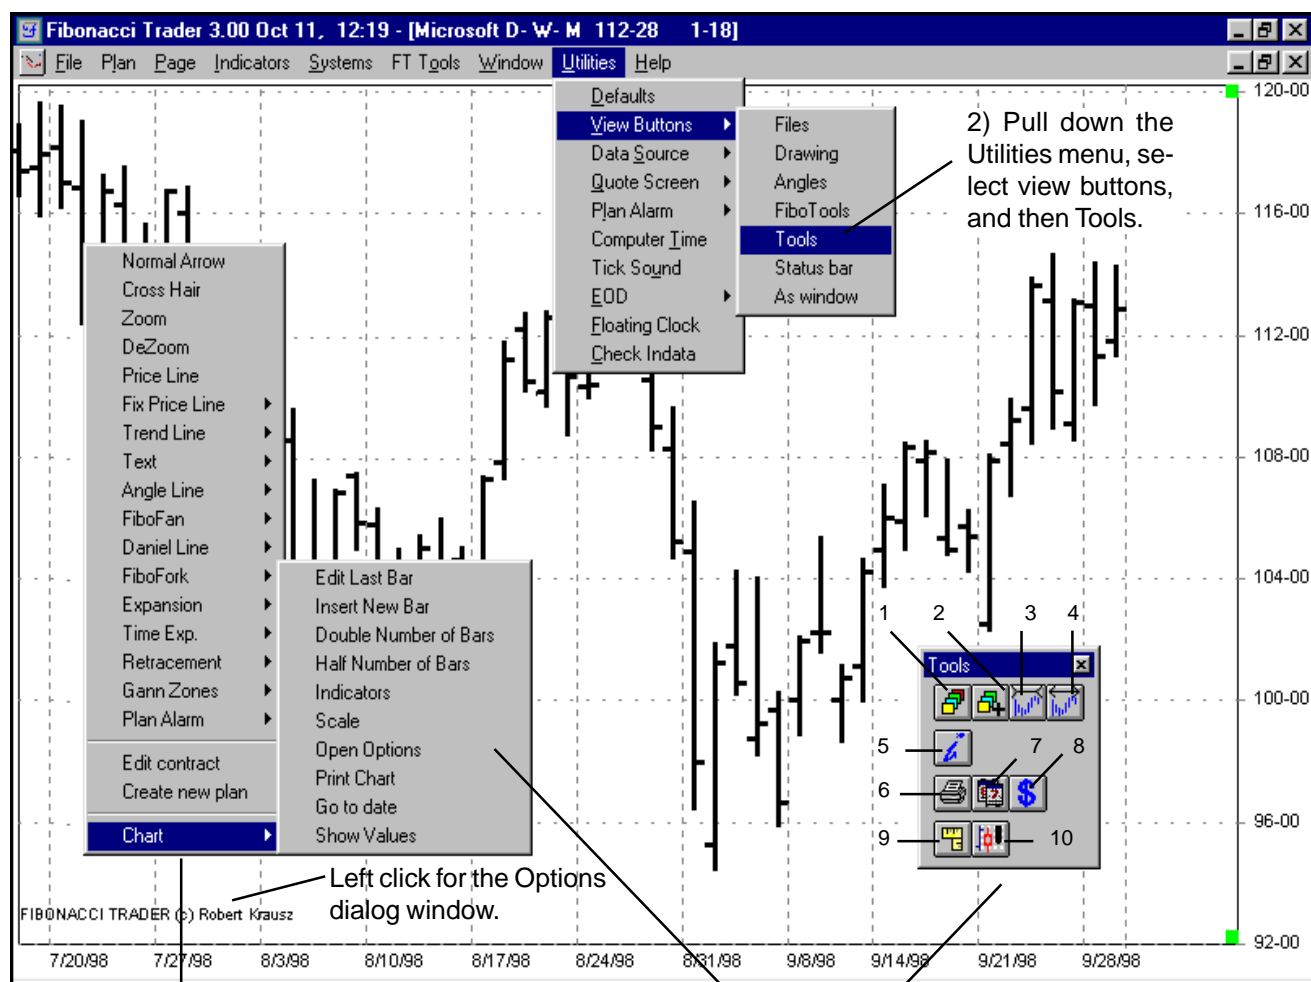 Fibonacci Trader 3.00 Oct 11, 12:19 - [Microsoft D- W- M 112-28 1-18]
File Plan Page Indicators Systems FT Tools Window Utilities Help
Defaults
View Buttons
Data Source
Quote Screen
Plan Alarm
Computer Time
Tick Sound
EOD
Floating Clock
Check Indata
Files
Drawing
Angles
FiboTools
Tools
Status bar
As window
2) Pull down the
Utilities menu, se-
lect view buttons,
and then Tools.
120-00
116-00
112-00
108-00
104-00
100-00
96-00
92-00
Normal Arrow
Cross Hair
Zoom
DeZoom
Price Line
Fix Price Line
Trend Line
Text
Angle Line
FiboFan
Daniel Line
FiboFork
Expansion
Time Exp.
Retracement
Gann Zones
Plan Alarm
Edit contract
Create new plan
Chart
Edit Last Bar
Insert New Bar
Double Number of Bars
Half Number of Bars
Indicators
Scale
Open Options
Print Chart
Go to date
Show Values
1 2 3 4
Tools
5 7 8
6
9 10
Left click for the Options
dialog window.
FIBONACCI TRADER (c) Robert Krausz
7/20/98 7/27/98 8/3/98 8/10/98 8/17/98 8/24/98 8/31/98 9/8/98 9/14/98 9/21/98 9/28/98